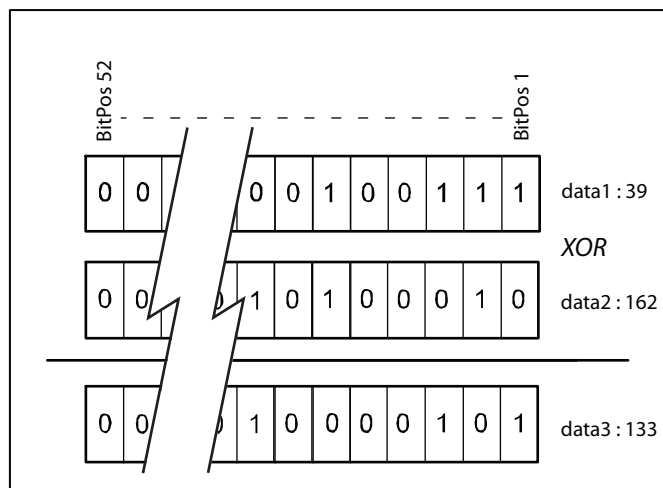 BitPos 52
BitPos 1
0 0 0 0 1 0 0 1 1 1 data1 : 39
XOR
0 0 0 1 0 1 0 0 0 1 0 data2 : 162
0 0 0 1 0 0 0 0 1 0 1 data3 : 133